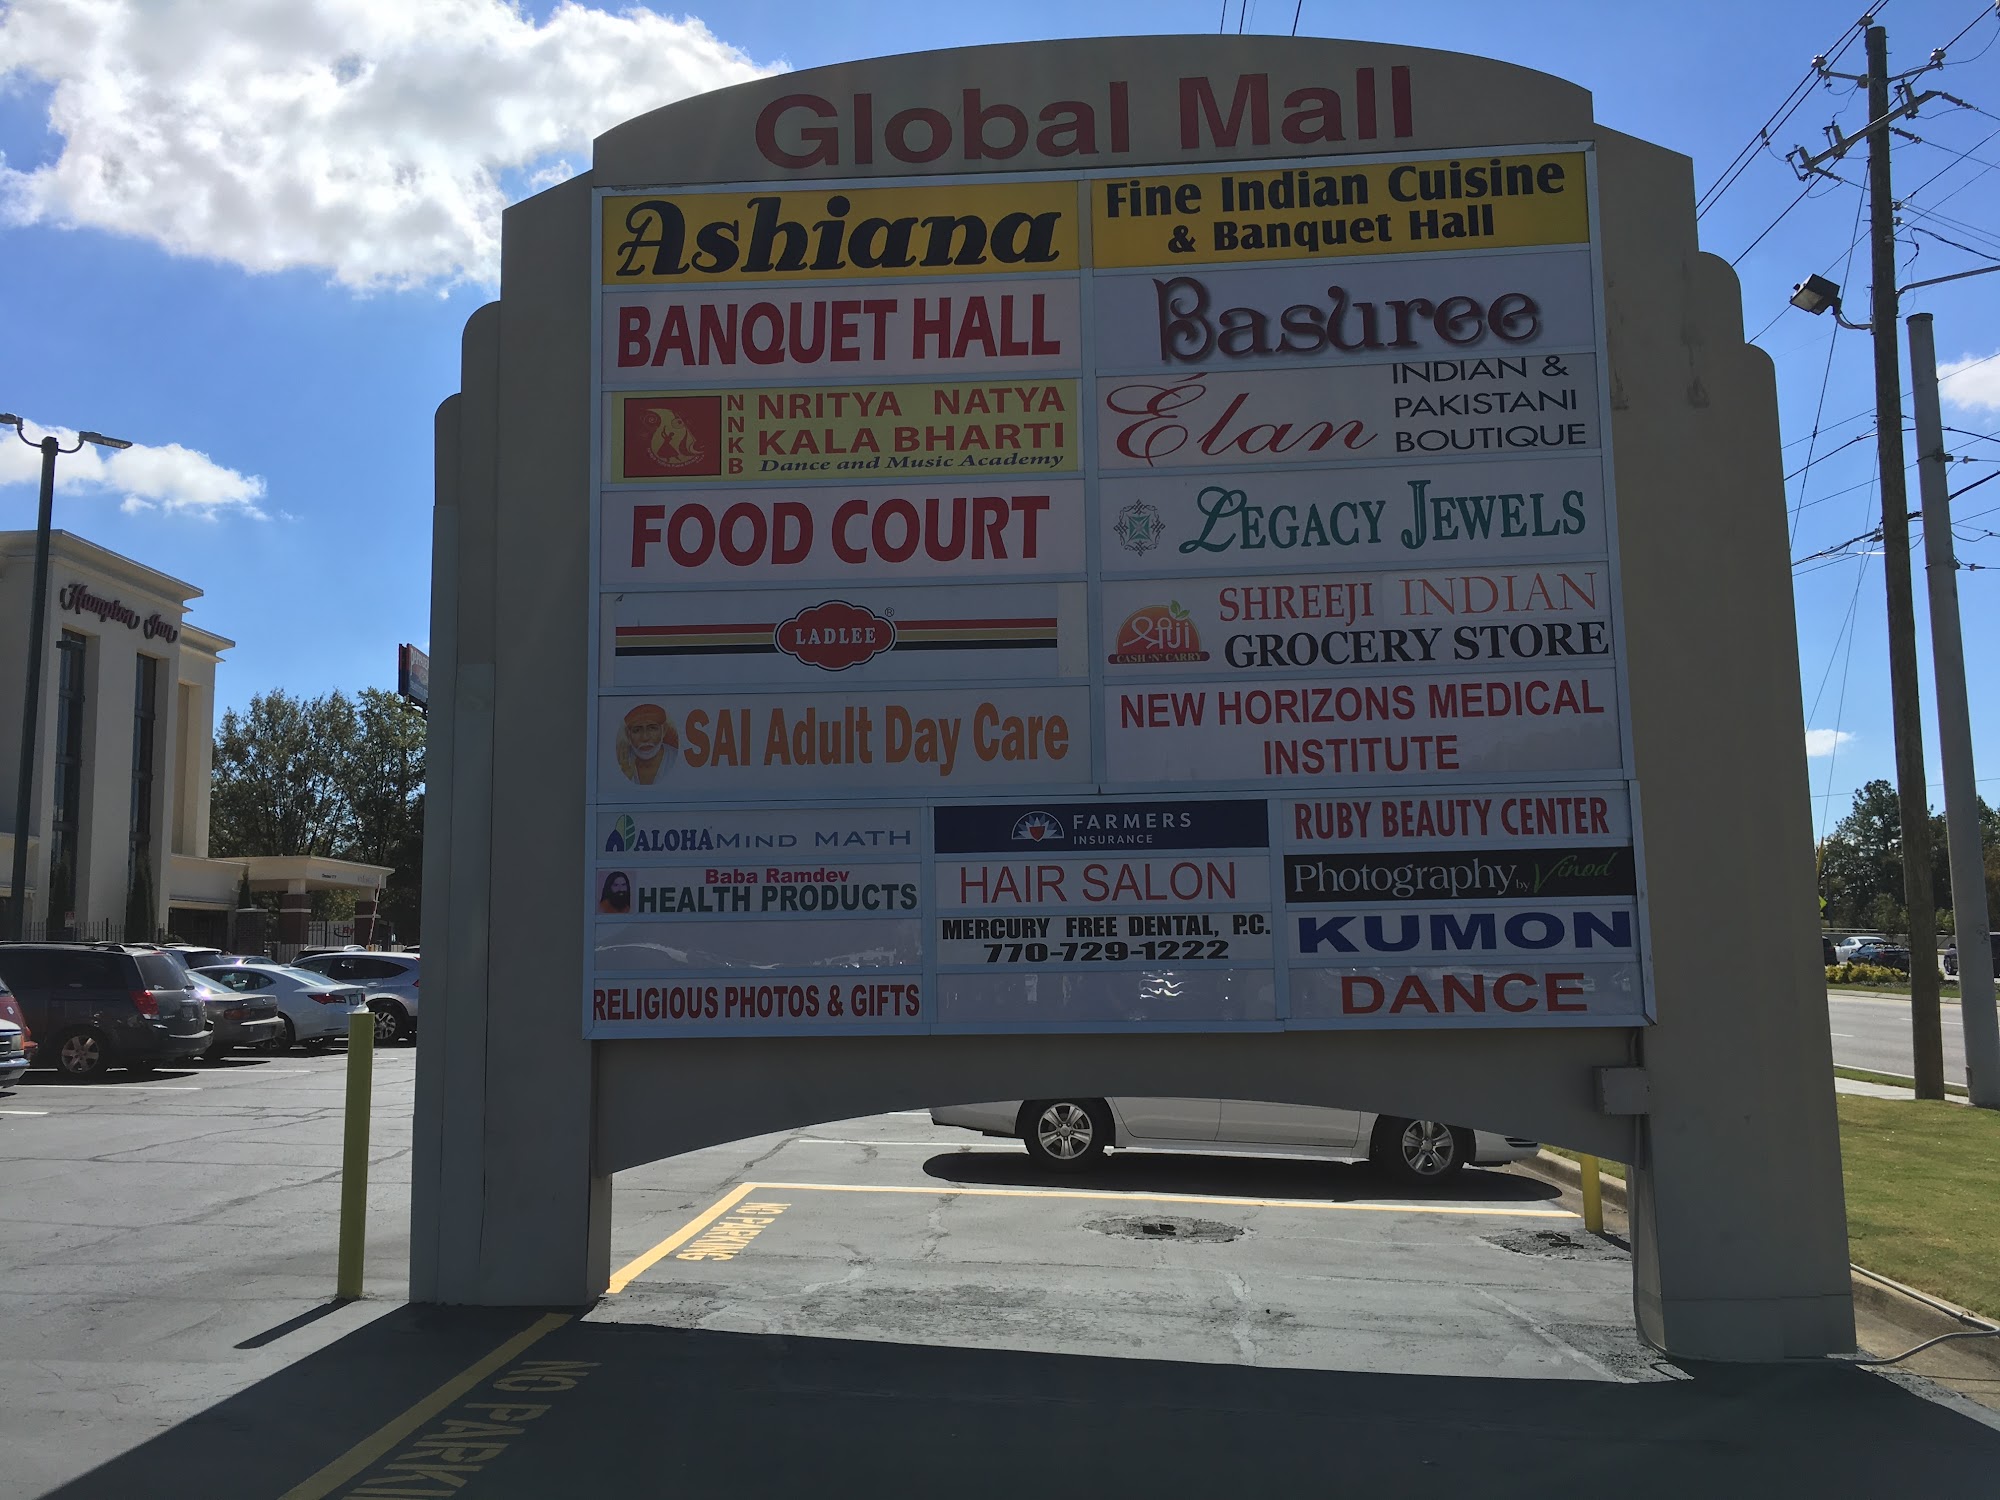 Global Mall
Ashiana
Fine Indian Cuisine
& Banquet Hall
BANQUET HALL
Basuree
NNKB
NRITYA NATYA
KALA BHARTI
Dance and Music Academy
Élan
INDIAN &
PAKISTANI
BOUTIQUE
FOOD COURT
LEGACY JEWELS
LADLEE
®
श्रीजी
CASH 'N' CARRY
SHREEJI INDIAN
GROCERY STORE
SAI Adult Day Care
NEW HORIZONS MEDICAL
INSTITUTE
ALOHA MIND MATH
FARMERS
INSURANCE
RUBY BEAUTY CENTER
Baba Ramdev
HEALTH PRODUCTS
HAIR SALON
Photography by Vinod
MERCURY FREE DENTAL, P.C.
770-729-1222
KUMON
RELIGIOUS PHOTOS & GIFTS
DANCE
Hampton Inn
NO PARKING
NO PARKI